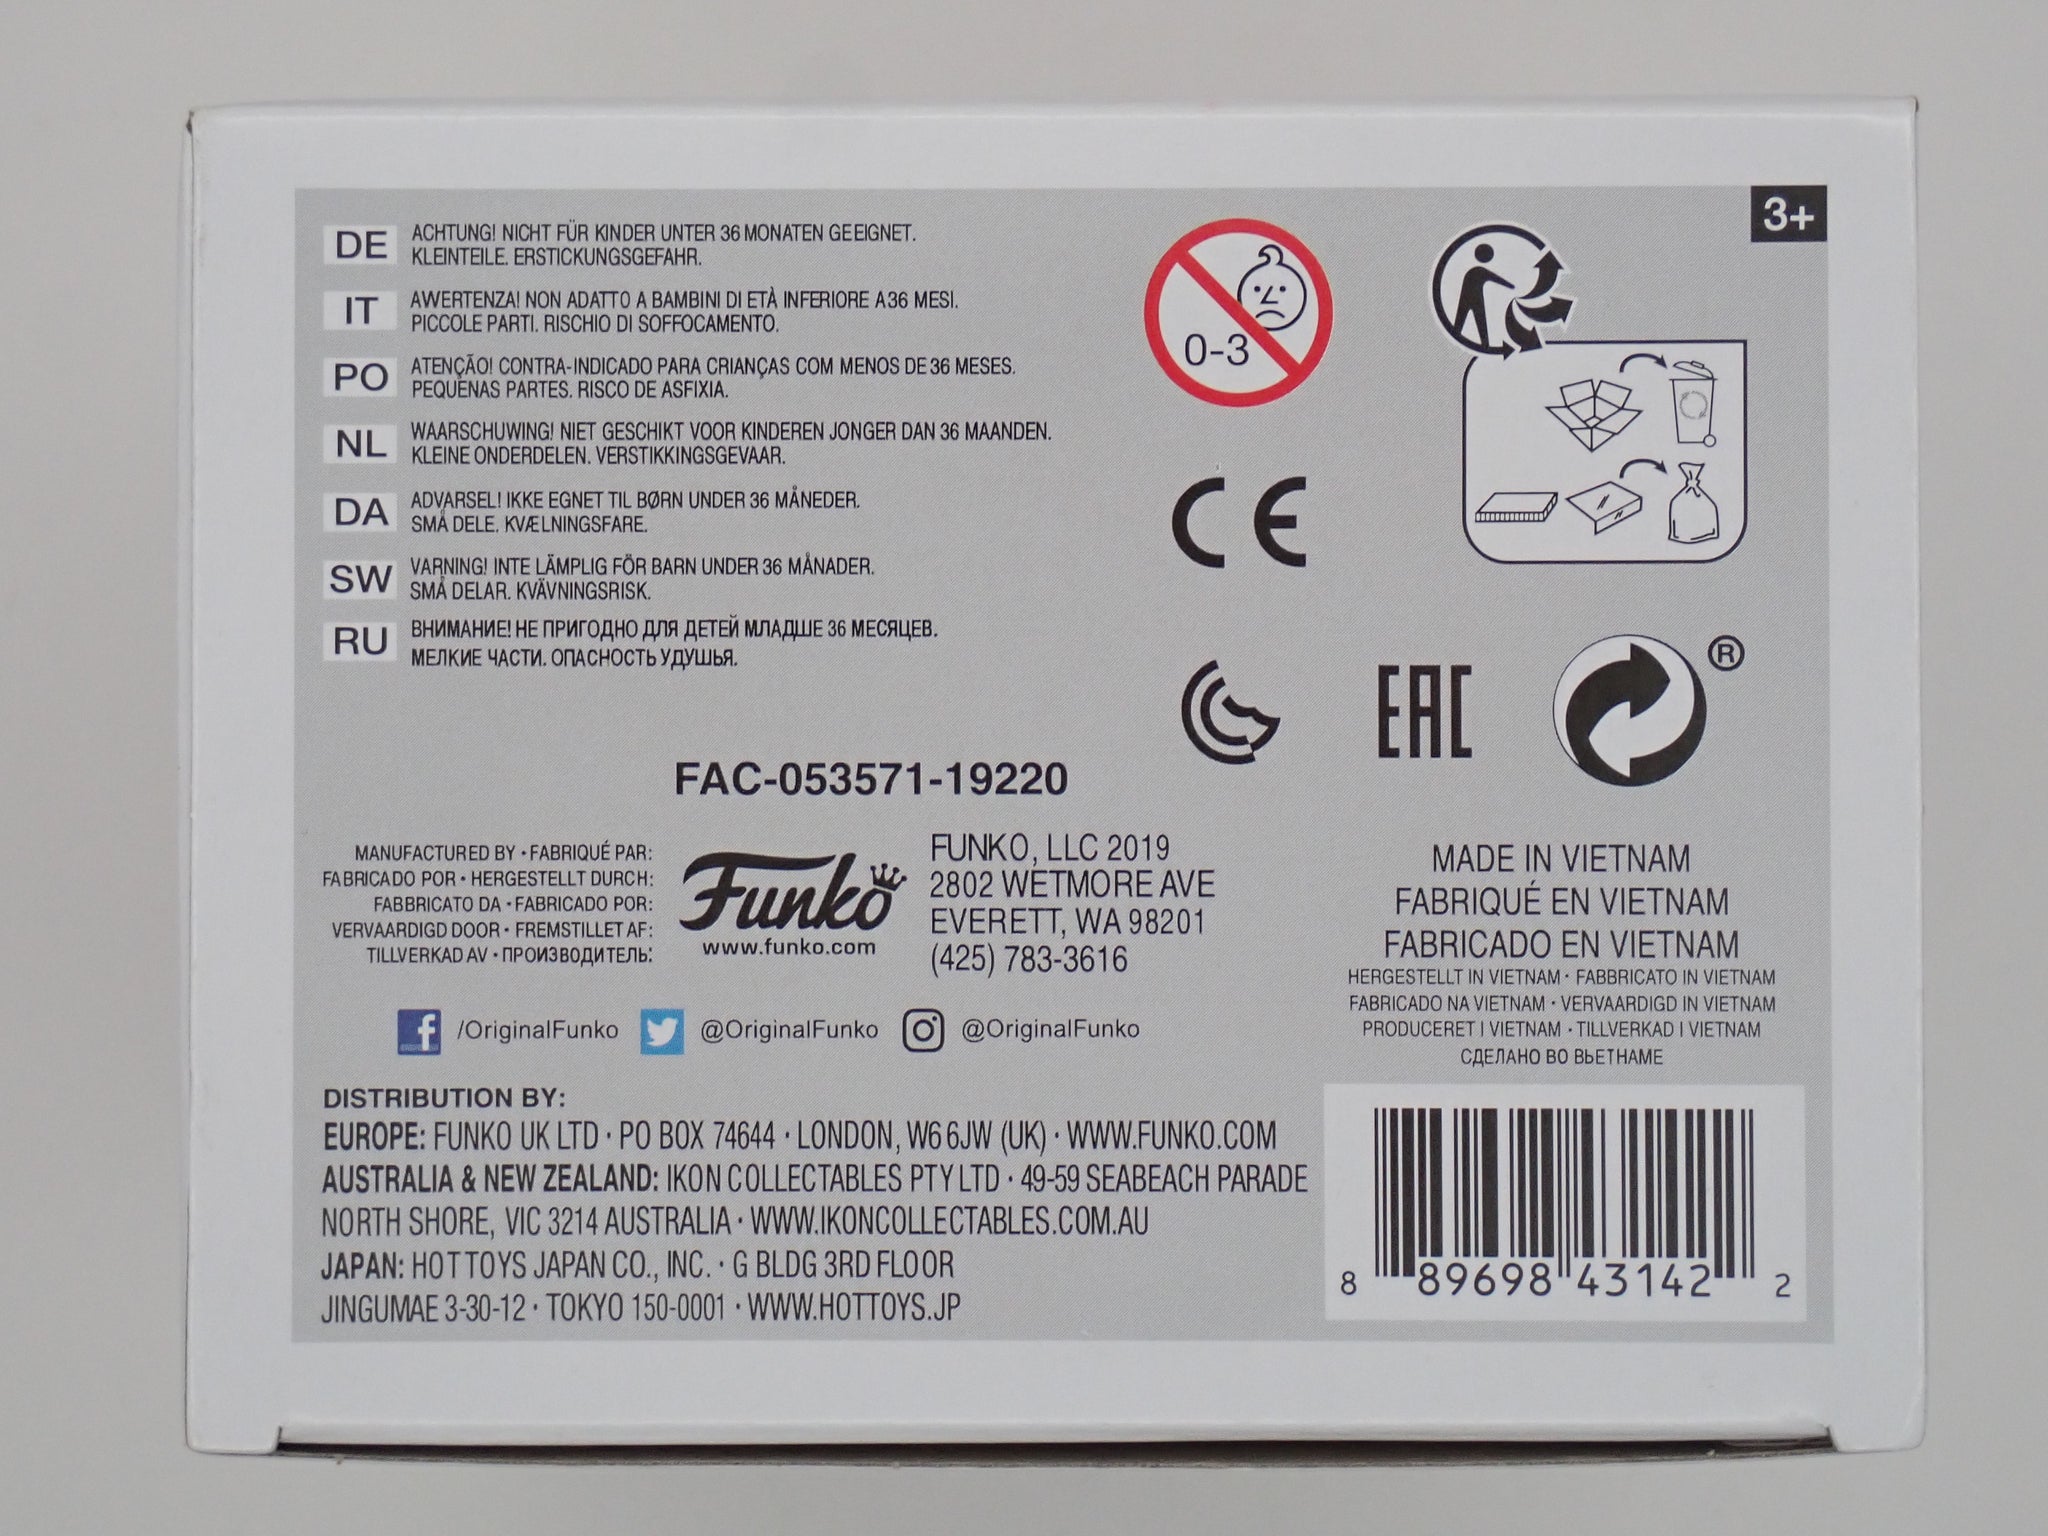 3+
DE
ACHTUNG! NICHT FÜR KINDER UNTER 36 MONATEN GEEIGNET.
KLEINTEILE. ERSTICKUNGSGEFAHR.
IT
AWERTENZA! NON ADATTO A BAMBINI DI ETÀ INFERIORE A 36 MESI.
PICCOLE PARTI. RISCHIO DI SOFFOCAMENTO.
PO
ATENÇÃO! CONTRA-INDICADO PARA CRIANÇAS COM MENOS DE 36 MESES.
PEQUENAS PARTES. RISCO DE ASFIXIA.
NL
WAARSCHUWING! NIET GESCHIKT VOOR KINDEREN JONGER DAN 36 MAANDEN.
KLEINE ONDERDELEN. VERSTIKKINGSGEVAAR.
DA
ADVARSEL! IKKE EGNET TIL BØRN UNDER 36 MÅNEDER.
SMÅ DELE. KVÆLNINGSFARE.
SW
VARNING! INTE LÄMPLIG FÖR BARN UNDER 36 MÅNADER.
SMÅ DELAR. KVÄVNINGSRISK.
RU
ВНИМАНИЕ! НЕ ПРИГОДНО ДЛЯ ДЕТЕЙ МЛАДШЕ 36 МЕСЯЦЕВ.
МЕЛКИЕ ЧАСТИ. ОПАСНОСТЬ УДУШЬЯ.
0-3
CE
EAC
®
FAC-053571-19220
MANUFACTURED BY • FABRIQUÉ PAR:
FABRICADO POR • HERGESTELLT DURCH:
FABBRICATO DA • FABRICADO POR:
VERVAARDIGD DOOR • FREMSTILLET AF:
TILLVERKAD AV • ПРОИЗВОДИТЕЛЬ:
Funko
www.funko.com
FUNKO, LLC 2019
2802 WETMORE AVE
EVERETT, WA 98201
(425) 783-3616
MADE IN VIETNAM
FABRIQUÉ EN VIETNAM
FABRICADO EN VIETNAM
HERGESTELLT IN VIETNAM • FABBRICATO IN VIETNAM
FABRICADO NA VIETNAM • VERVAARDIGD IN VIETNAM
PRODUCERET I VIETNAM • TILLVERKAD I VIETNAM
СДЕЛАНО ВО ВЬЕТНАМЕ
/OriginalFunko @OriginalFunko @OriginalFunko
DISTRIBUTION BY:
EUROPE: FUNKO UK LTD • PO BOX 74644 • LONDON, W6 6JW (UK) • WWW.FUNKO.COM
AUSTRALIA & NEW ZEALAND: IKON COLLECTABLES PTY LTD • 49-59 SEABEACH PARADE
NORTH SHORE, VIC 3214 AUSTRALIA • WWW.IKONCOLLECTABLES.COM.AU
JAPAN: HOT TOYS JAPAN CO., INC. • G BLDG 3RD FLOOR
JINGUMAE 3-30-12 • TOKYO 150-0001 • WWW.HOTTOYS.JP
8 89698 43142 2